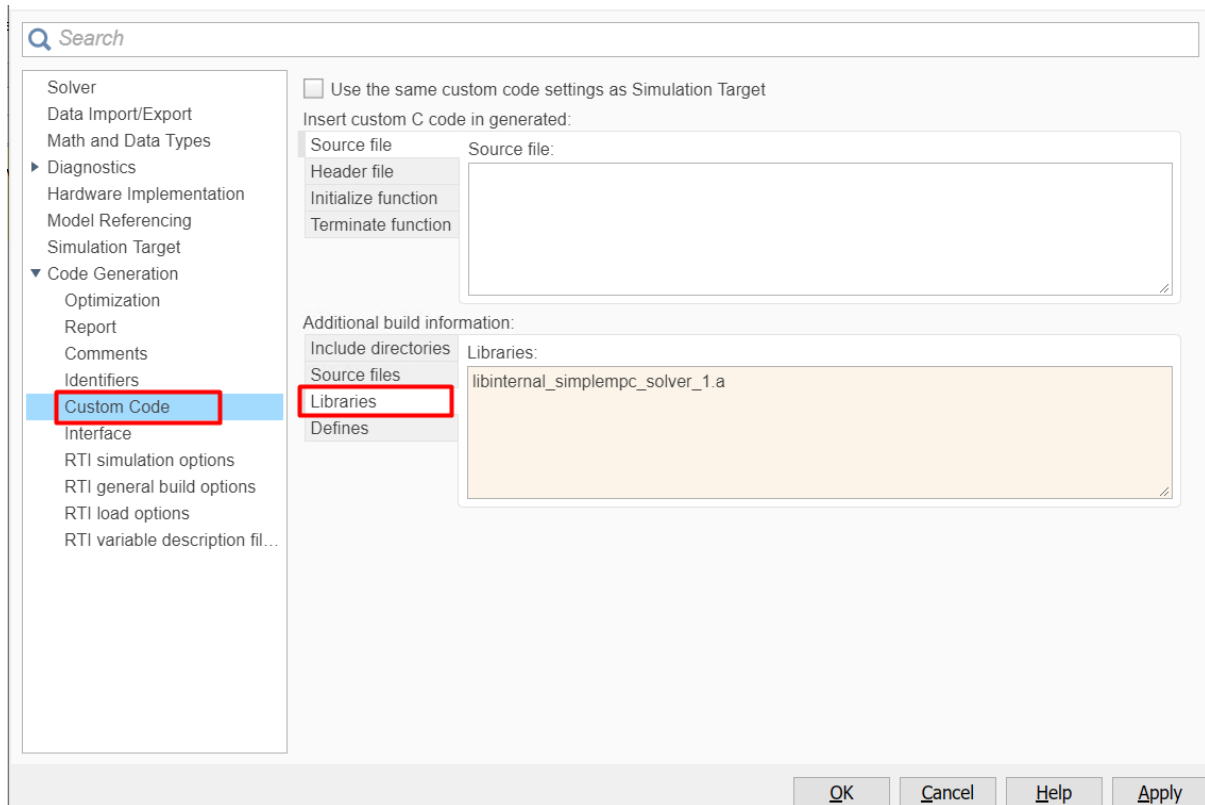 Search
Solver
Data Import/Export
Math and Data Types
Diagnostics
Hardware Implementation
Model Referencing
Simulation Target
Code Generation
Optimization
Report
Comments
Identifiers
Custom Code
Interface
RTI simulation options
RTI general build options
RTI load options
RTI variable description fil...
Use the same custom code settings as Simulation Target
Insert custom C code in generated:
Source file
Header file
Initialize function
Terminate function
Source file:
Additional build information:
Include directories
Source files
Libraries
Defines
Libraries:
libinternal_simplempc_solver_1.a
OK
Cancel
Help
Apply